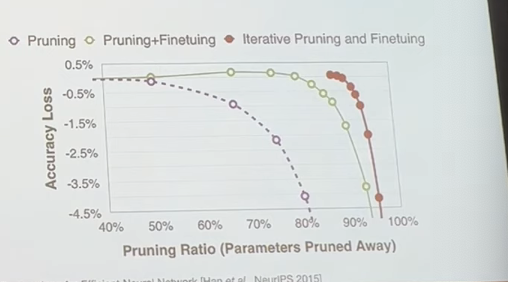 Pruning Pruning+Finetuing Iterative Pruning and Finetuing
0.5%
-0.5%
-1.5%
-2.5%
-3.5%
-4.5%
Accuracy Loss
40% 50% 60% 70% 80% 90% 100%
Pruning Ratio (Parameters Pruned Away)
Efficient Neural Network [Han et al., NeurIPS 2015]